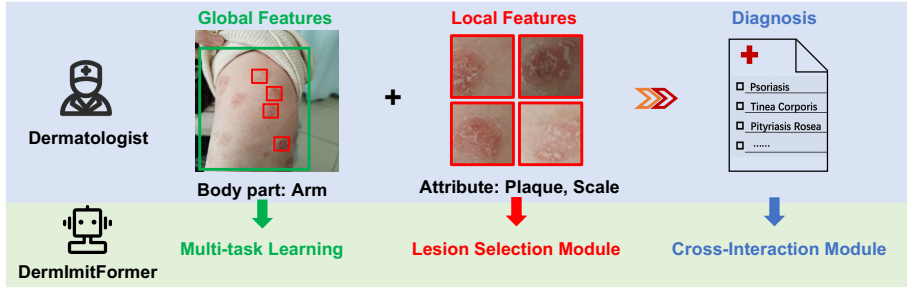 Global Features
Local Features
Diagnosis
Dermatologist
+
Psoriasis
Tinea Corporis
Pityriasis Rosea
......
Body part: Arm
Attribute: Plaque, Scale
DermImitFormer
Multi-task Learning
Lesion Selection Module
Cross-Interaction Module